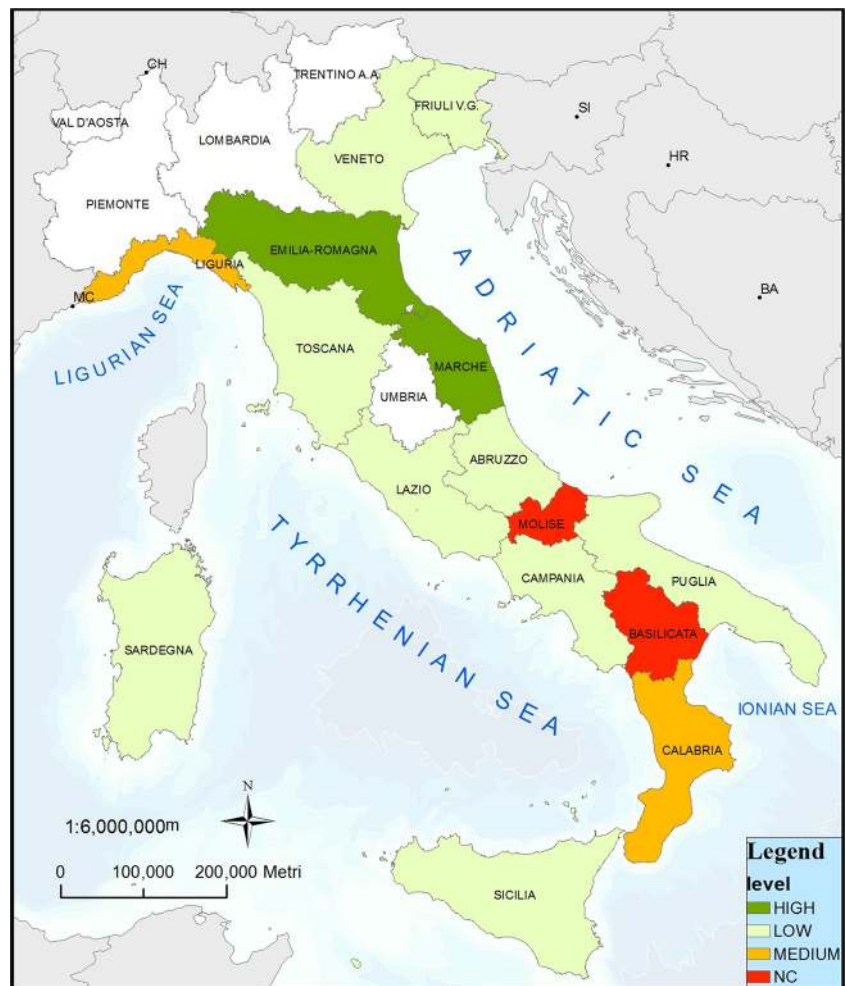 CH
TRENTINO A.A.
FRIULI V.G.
SI
VAL D'AOSTA
LOMBARDIA
VENETO
HR
PIEMONTE
EMILIA-ROMAGNA
LIGURIA
MC
BA
ADRIATIC SEA
LIGURIAN SEA
TOSCANA
MARCHE
UMBRIA
ABRUZZO
LAZIO
MOLISE
TYRRHENIAN SEA
CAMPANIA
PUGLIA
BASILICATA
SARDEGNA
IONIAN SEA
CALABRIA
N
1:6,000,000m
0 100,000 200,000 Metri
SICILIA
Legend
level
HIGH
LOW
MEDIUM
NC